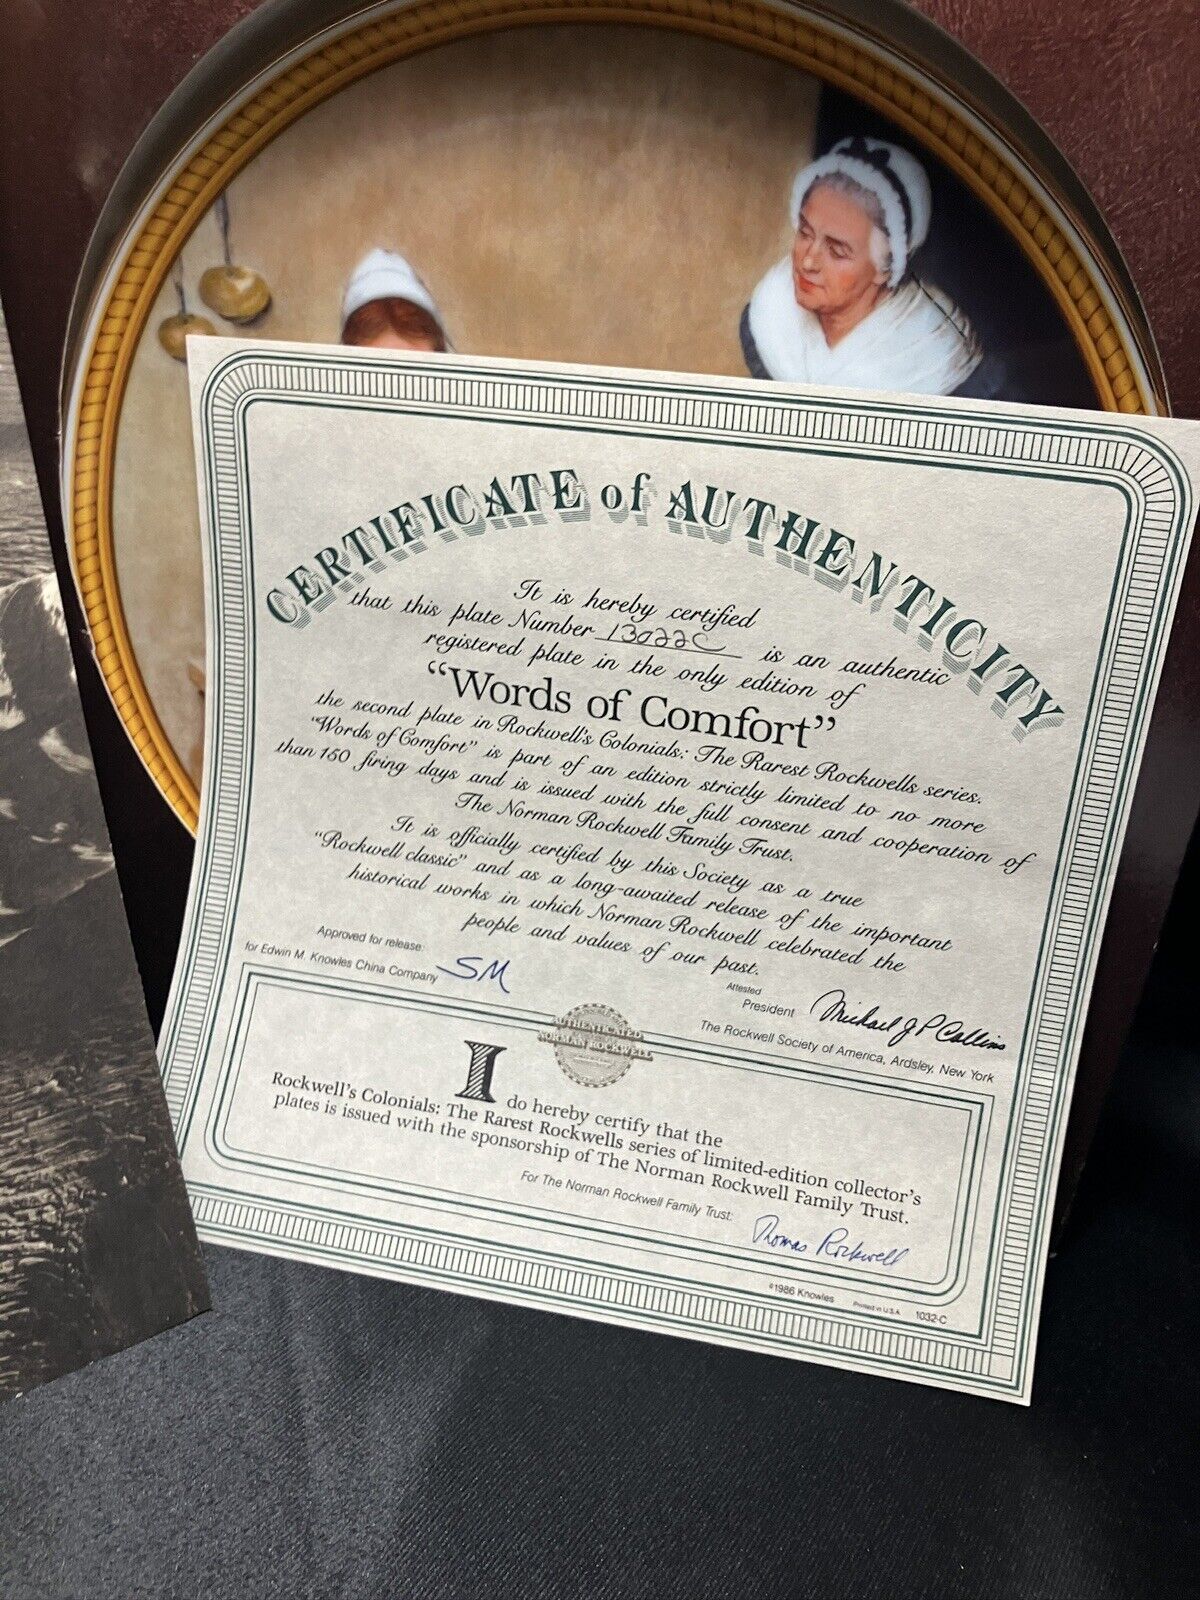 CERTIFICATE of AUTHENTICITY
It is hereby certified
that this plate Number 13022C is an authentic
registered plate in the only edition of
“Words of Comfort”
the second plate in Rockwell's Colonials: The Rarest Rockwells series.
“Words of Comfort” is part of an edition strictly limited to no more
than 150 firing days and is issued with the full consent and cooperation of
The Norman Rockwell Family Trust.
It is officially certified by this Society as a true
“Rockwell classic” and as a long-awaited release of the important
historical works in which Norman Rockwell celebrated the
people and values of our past.
Approved for release:
for Edwin M. Knowles China Company SM
Attested
President Michael J P Collins
The Rockwell Society of America, Ardsley, New York
AUTHENTICATED
NORMAN ROCKWELL
I do hereby certify that the
Rockwell's Colonials: The Rarest Rockwells series of limited-edition collector's
plates is issued with the sponsorship of The Norman Rockwell Family Trust.
For The Norman Rockwell Family Trust: Thomas Rockwell
©1986 Knowles Printed in U.S.A. 1032-C